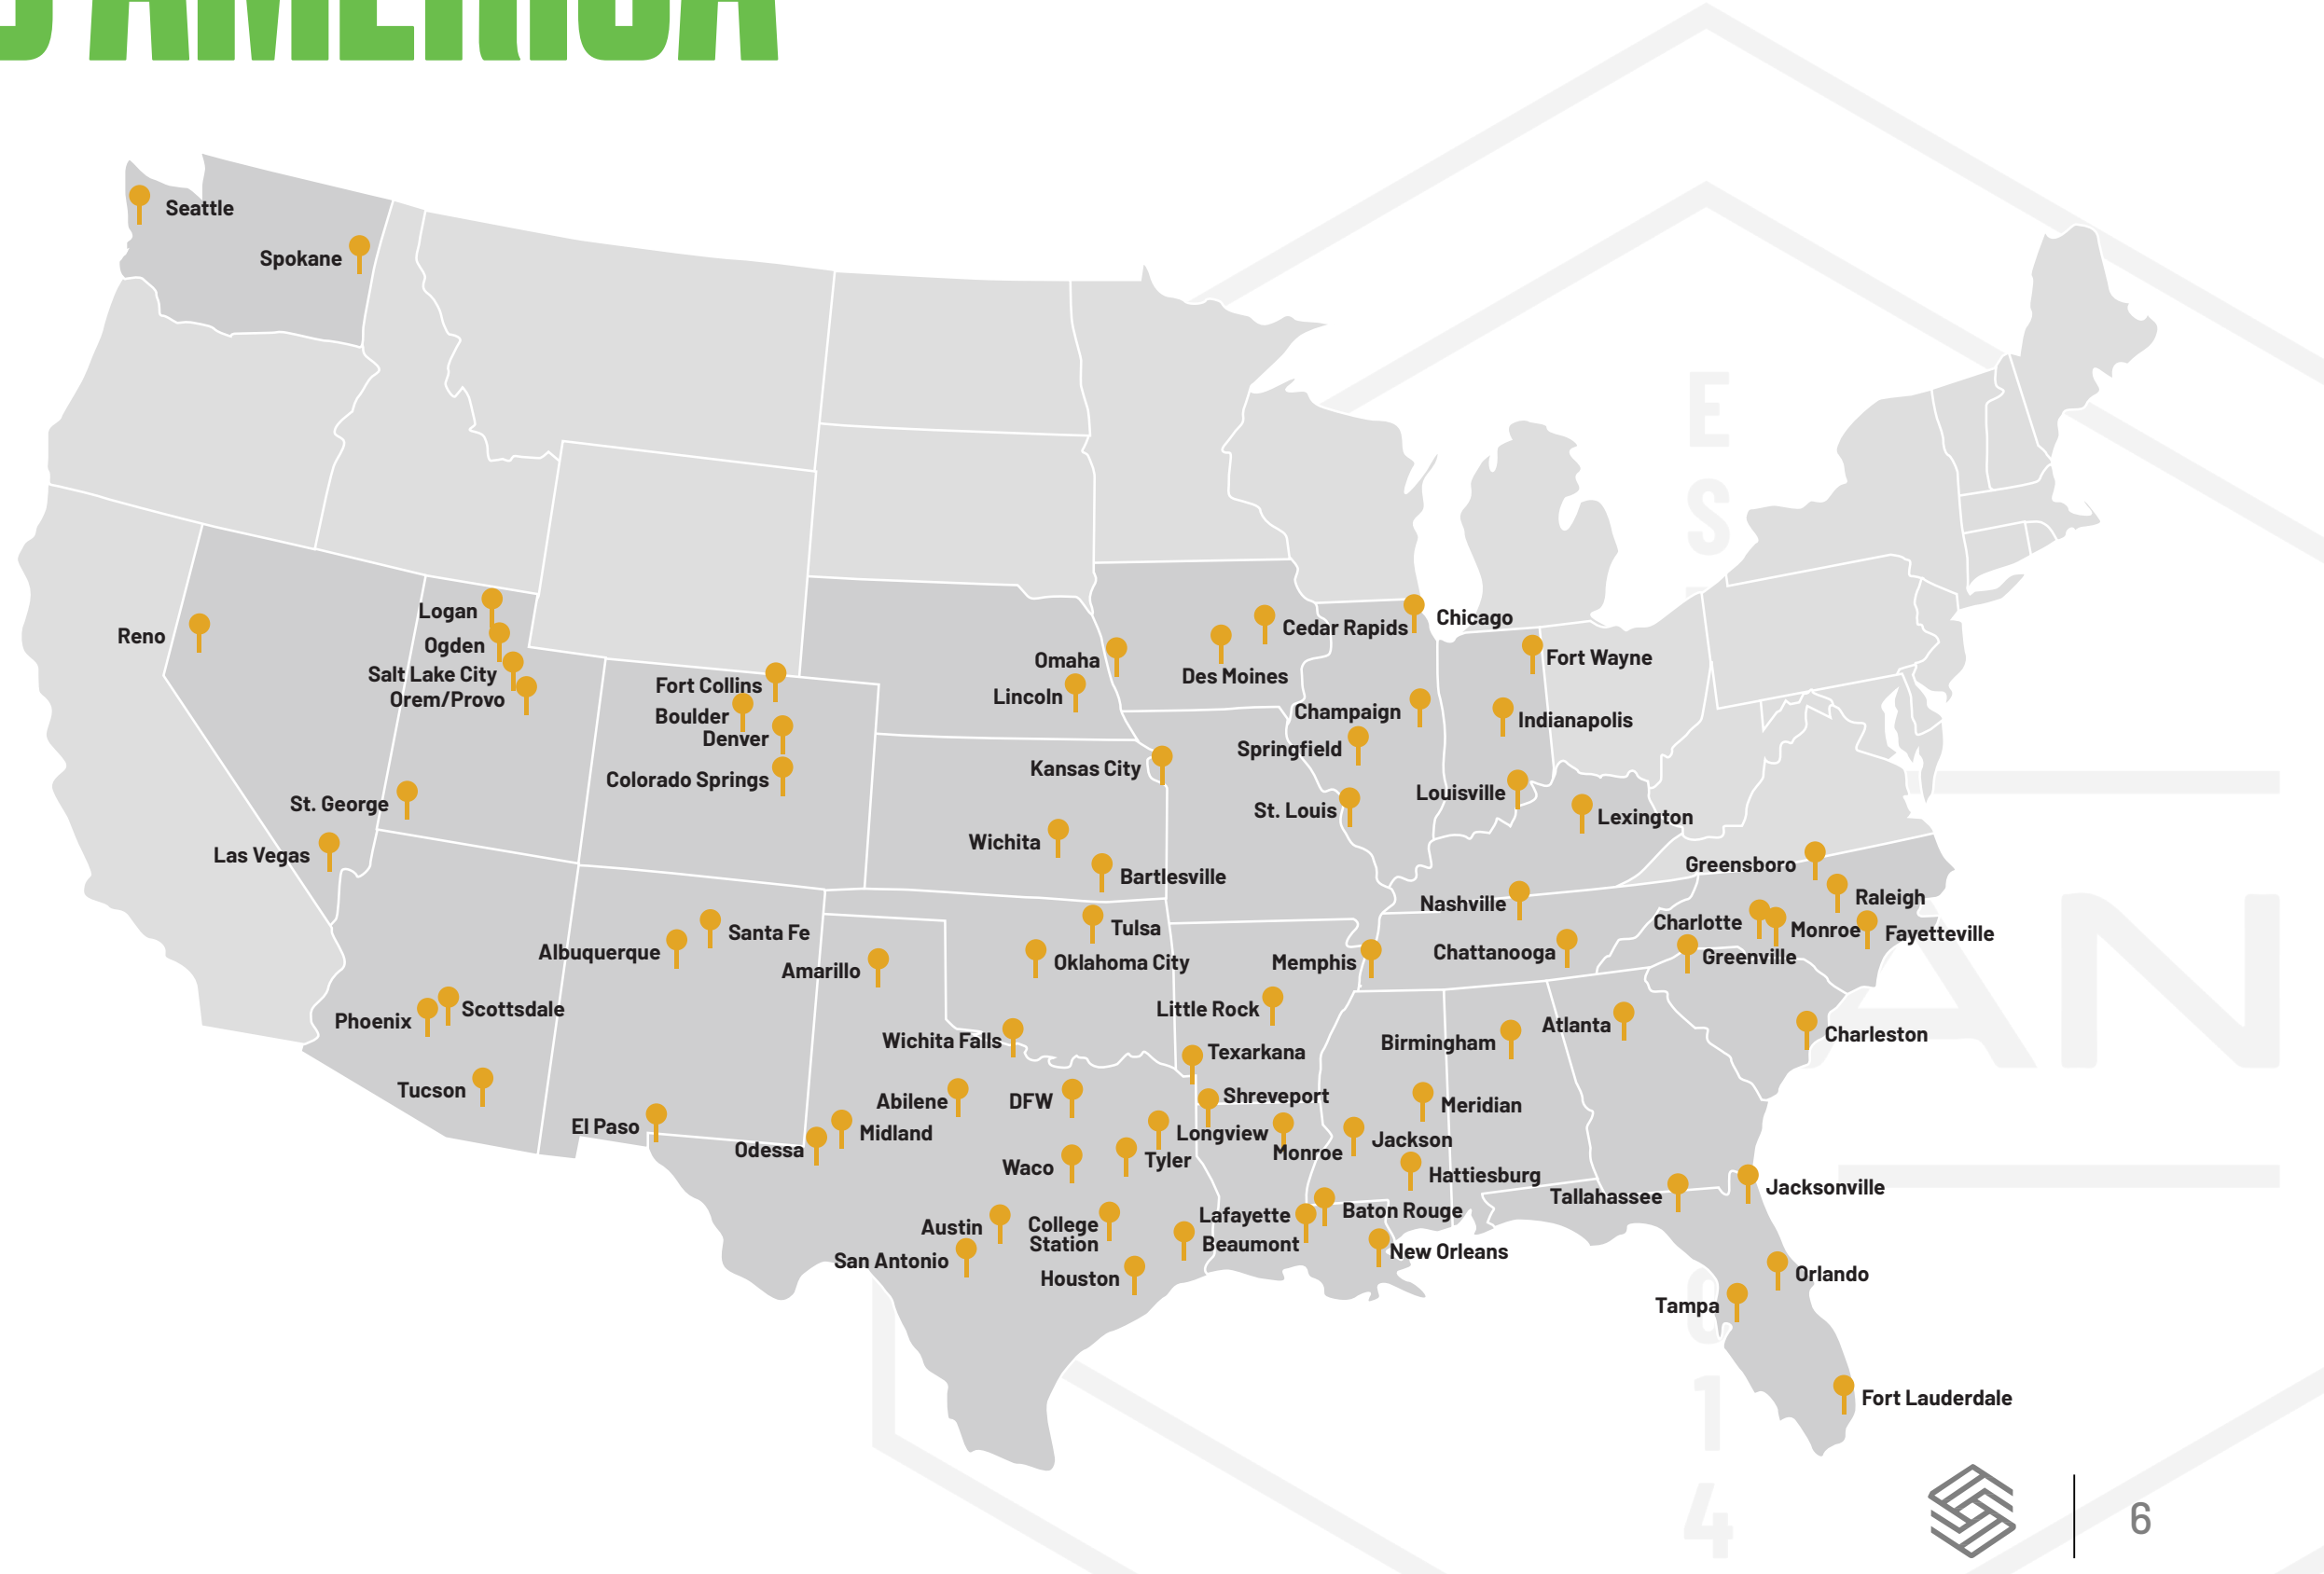 AMERICA
Seattle
Spokane
Reno
Logan
Ogden
Salt Lake City
Orem/Provo
St. George
Las Vegas
Fort Collins
Boulder
Denver
Colorado Springs
Omaha
Lincoln
Des Moines
Cedar Rapids
Chicago
Fort Wayne
Champaign
Indianapolis
Springfield
Kansas City
St. Louis
Louisville
Lexington
Wichita
Bartlesville
Greensboro
Raleigh
Nashville
Charlotte
Monroe
Fayetteville
Santa Fe
Albuquerque
Amarillo
Tulsa
Oklahoma City
Memphis
Chattanooga
Greenville
Phoenix
Scottsdale
Little Rock
Wichita Falls
Texarkana
Birmingham
Atlanta
Charleston
Tucson
El Paso
Abilene
DFW
Shreveport
Meridian
Odessa
Midland
Longview
Monroe
Jackson
Waco
Tyler
Hattiesburg
Tallahassee
Jacksonville
Austin
College
Station
Lafayette
Baton Rouge
Beaumont
New Orleans
San Antonio
Houston
Orlando
Tampa
Fort Lauderdale
E
S
AN
1
4
6